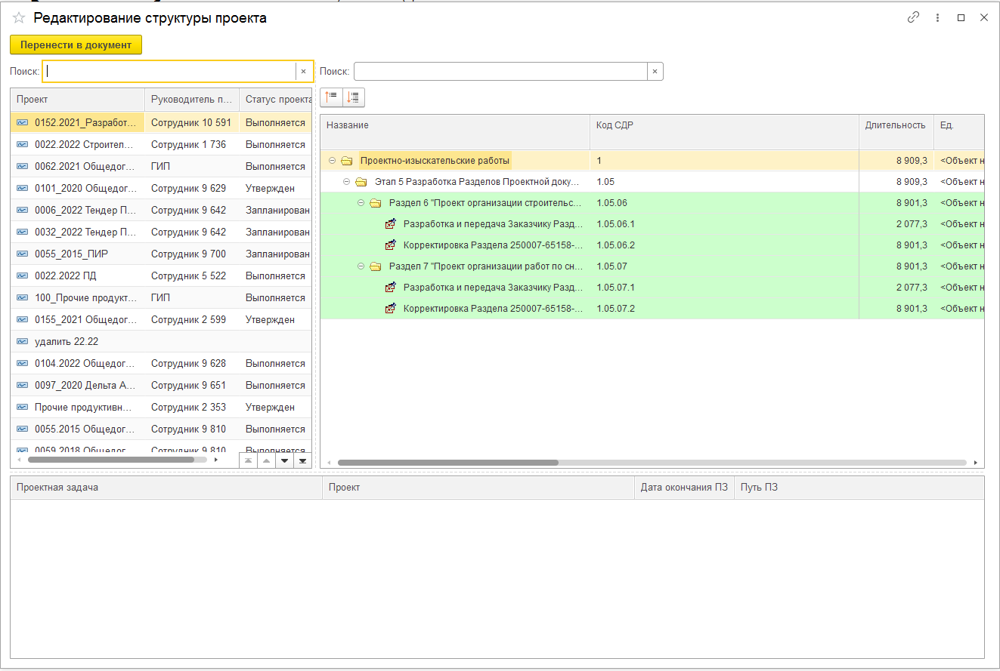 Редактирование структуры проекта
Перенести в документ
Поиск:
Поиск:
Проект Руководитель п... Статус проекта
0152.2021_Разработ... Сотрудник 10 591 Выполняется
0022.2022 Строител... Сотрудник 1 736 Выполняется
0062.2021 Общедог... ГИП Выполняется
0101_2020 Общедог... Сотрудник 9 629 Утвержден
0006_2022 Тендер П... Сотрудник 9 642 Запланирован
0032_2022 Тендер П... Сотрудник 9 642 Запланирован
0055_2015_ПИР Сотрудник 9 700 Запланирован
0022.2022 ПД Сотрудник 5 522 Выполняется
100_Прочие продукт... ГИП Выполняется
0155_2021 Общедог... Сотрудник 2 599 Утвержден
удалить 22.22
0104.2022 Общедог... Сотрудник 9 628 Выполняется
0097_2020 Дельта А... Сотрудник 9 651 Выполняется
Прочие продуктивн... Сотрудник 2 353 Утвержден
0055.2015 Общедог... Сотрудник 9 810 Выполняется
0059.2018 Общедог... Сотрудник 9 810 Выполняется
Название Код СДР Длительность Ед.
Проектно-изыскательские работы 1 8 909,3 <Объект н
Этап 5 Разработка Разделов Проектной доку... 1.05 8 909,3 <Объект н
Раздел 6 "Проект организации строительс... 1.05.06 8 901,3 <Объект н
Разработка и передача Заказчику Разд... 1.05.06.1 2 077,3 <Объект н
Корректировка Раздела 250007-65158-... 1.05.06.2 8 901,3 <Объект н
Раздел 7 "Проект организации работ по сн... 1.05.07 8 901,3 <Объект н
Разработка и передача Заказчику Разд... 1.05.07.1 2 077,3 <Объект н
Корректировка Раздела 250007-65158-... 1.05.07.2 8 901,3 <Объект н
Проектная задача Проект Дата окончания ПЗ Путь ПЗ